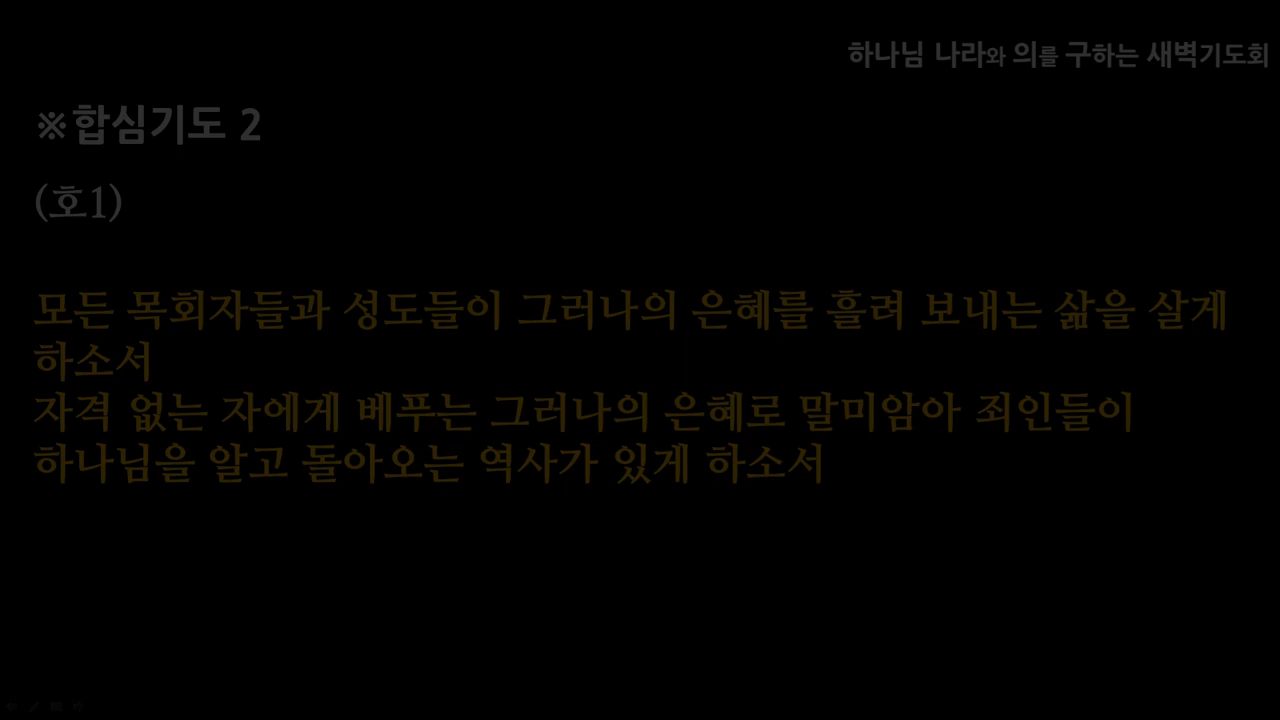 하나님 나라와 의를 구하는 새벽기도회
※합심기도 2
(호1)
모든 목회자들과 성도들이 그러나의 은혜를 흘려 보내는 삶을 살게
하소서
자격 없는 자에게 베푸는 그러나의 은혜로 말미암아 죄인들이
하나님을 알고 돌아오는 역사가 있게 하소서